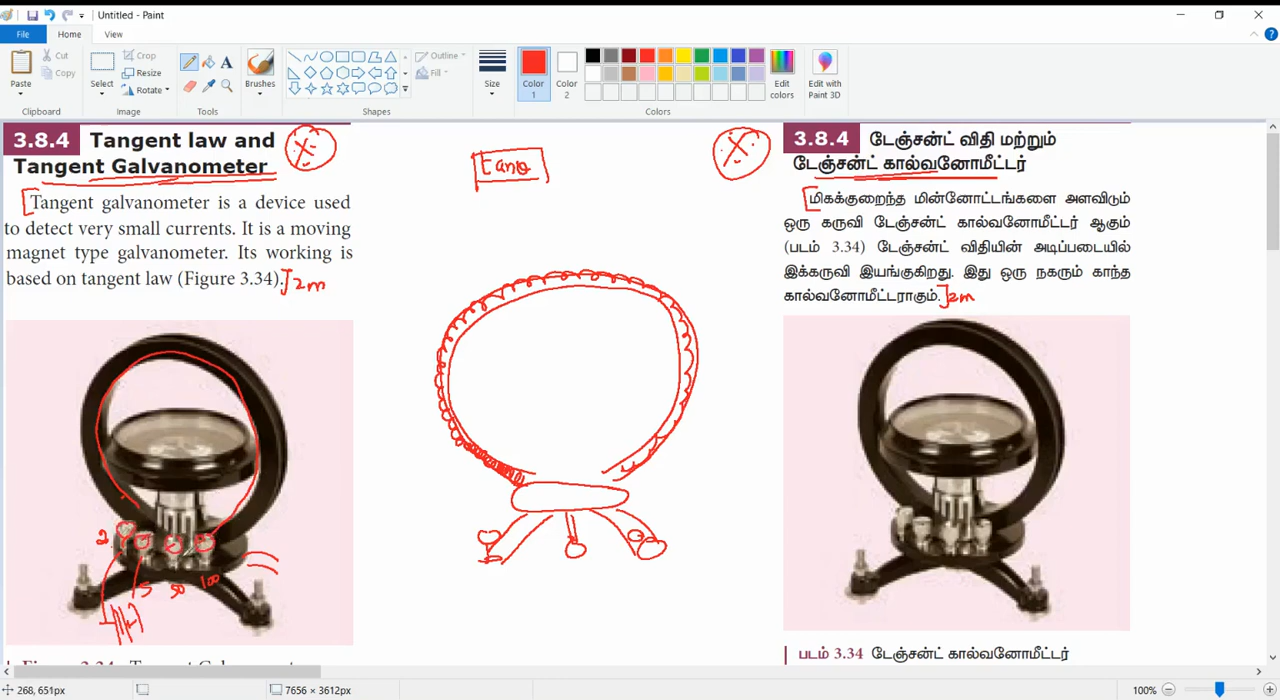 Untitled - Paint
File
Home
View
Paste
Cut
Copy
Clipboard
Select
Crop
Resize
Rotate
Image
Tools
Brushes
Shapes
Outline
Fill
Size
Color
1
Color
2
Edit
colors
Edit with
Paint 3D
Colors
3.8.4 Tangent law and
Tangent Galvanometer
Tangent galvanometer is a device used
to detect very small currents. It is a moving
magnet type galvanometer. Its working is
based on tangent law (Figure 3.34).
2m
2
5
50
100
tanθ
3.8.4 டேஞ்சன்ட் விதி மற்றும்
டேஞ்சன்ட் கால்வனோமீட்டர்
மிகக்குறைந்த மின்னோட்டங்களை அளவிடும்
ஒரு கருவி டேஞ்சன்ட் கால்வனோமீட்டர் ஆகும்
(படம் 3.34) டேஞ்சன்ட் விதியின் அடிப்படையில்
இக்கருவி இயங்குகிறது. இது ஒரு நகரும் காந்த
கால்வனோமீட்டராகும்.
2m
படம் 3.34 டேஞ்சன்ட் கால்வனோமீட்டர்
268, 651px
7656 × 3612px
100%